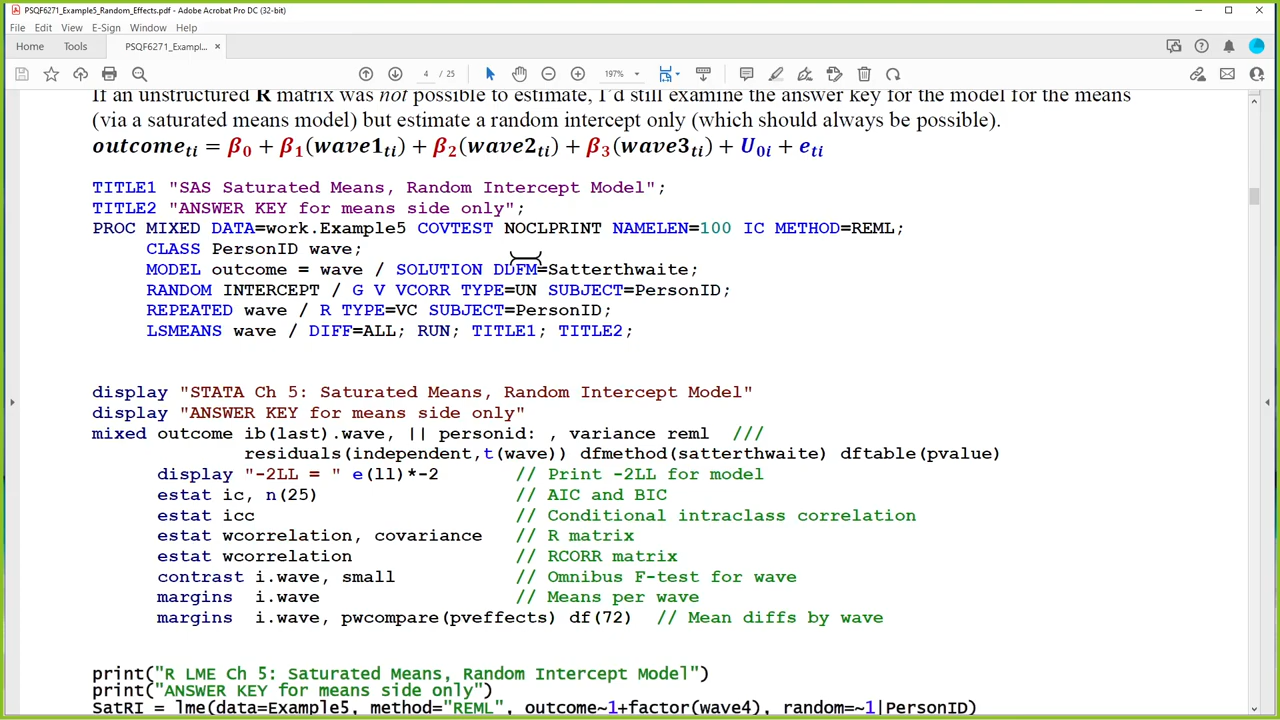 PSQF6271_Example5_Random_Effects.pdf - Adobe Acrobat Pro DC (32-bit)
File Edit View E-Sign Window Help
Home Tools PSQF6271_Exampl... ×
4 / 25 197%
If an unstructured R matrix was not possible to estimate, I'd still examine the answer key for the model for the means
(via a saturated means model) but estimate a random intercept only (which should always be possible).
outcome_ti = β0 + β1(wave1_ti) + β2(wave2_ti) + β3(wave3_ti) + U_0i + e_ti
TITLE1 "SAS Saturated Means, Random Intercept Model";
TITLE2 "ANSWER KEY for means side only";
PROC MIXED DATA=work.Example5 COVTEST NOCLPRINT NAMELEN=100 IC METHOD=REML;
CLASS PersonID wave;
MODEL outcome = wave / SOLUTION DDFM=Satterthwaite;
RANDOM INTERCEPT / G V VCORR TYPE=UN SUBJECT=PersonID;
REPEATED wave / R TYPE=VC SUBJECT=PersonID;
LSMEANS wave / DIFF=ALL; RUN; TITLE1; TITLE2;
display "STATA Ch 5: Saturated Means, Random Intercept Model"
display "ANSWER KEY for means side only"
mixed outcome ib(last).wave, || personid: , variance reml ///
residuals(independent,t(wave)) dfmethod(satterthwaite) dftable(pvalue)
display "-2LL = " e(ll)*-2 // Print -2LL for model
estat ic, n(25) // AIC and BIC
estat icc // Conditional intraclass correlation
estat wcorrelation, covariance // R matrix
estat wcorrelation // RCORR matrix
contrast i.wave, small // Omnibus F-test for wave
margins i.wave // Means per wave
margins i.wave, pwcompare(pveffects) df(72) // Mean diffs by wave
print("R LME Ch 5: Saturated Means, Random Intercept Model")
print("ANSWER KEY for means side only")
SatRI = lme(data=Example5, method="REML", outcome~1+factor(wave4), random=~1|PersonID)